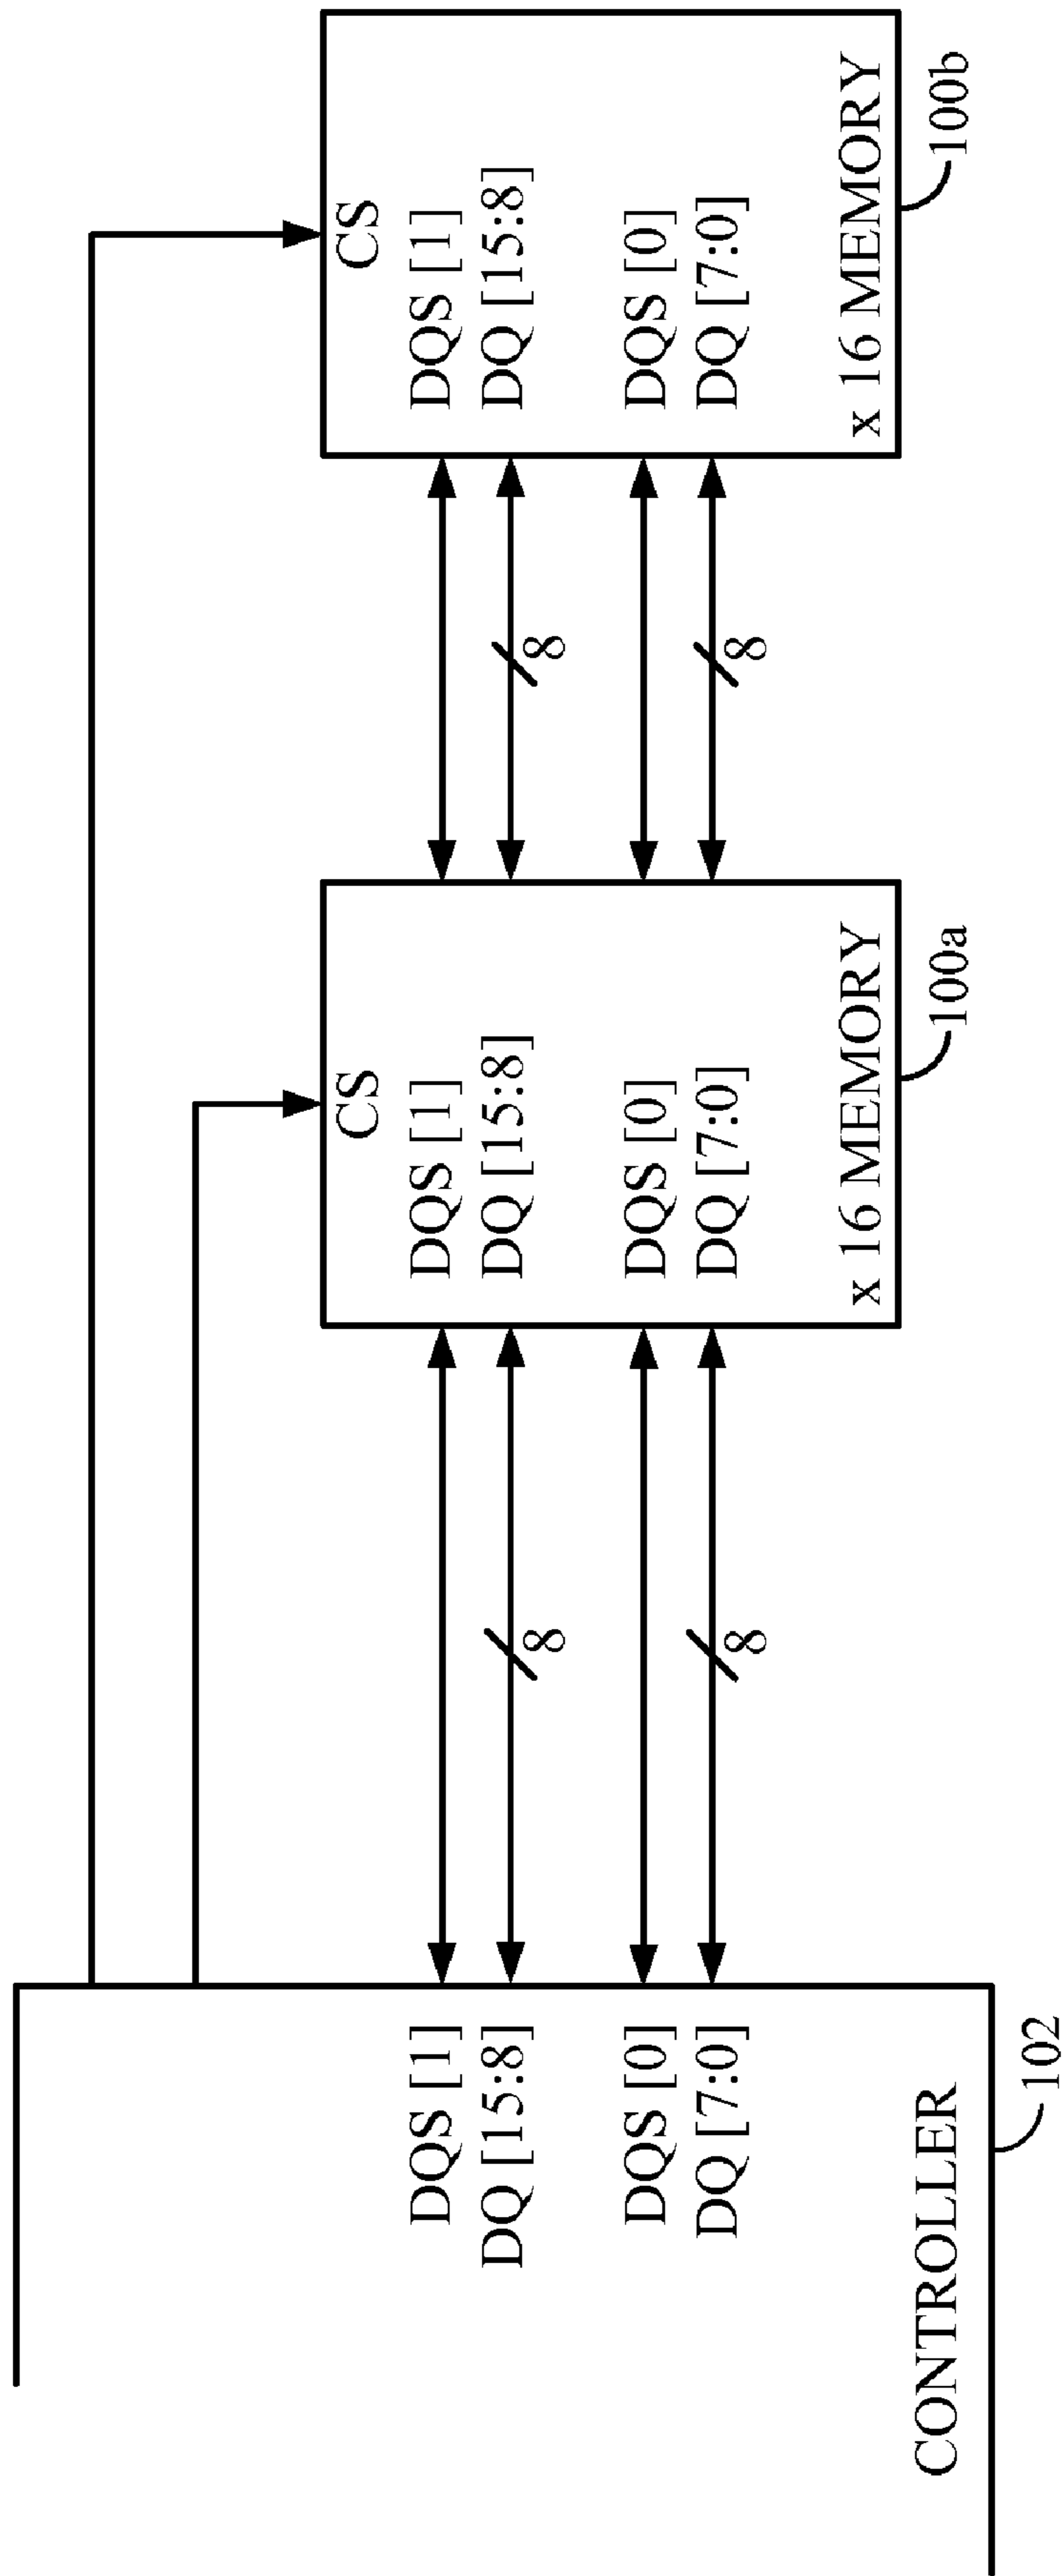 DQS [1]
DQ [15:8]
DQS [0]
DQ [7:0]
CONTROLLER
102
8
8
CS
DQS [1]
DQ [15:8]
DQS [0]
DQ [7:0]
x 16 MEMORY
100a
8
8
CS
DQS [1]
DQ [15:8]
DQS [0]
DQ [7:0]
x 16 MEMORY
100b